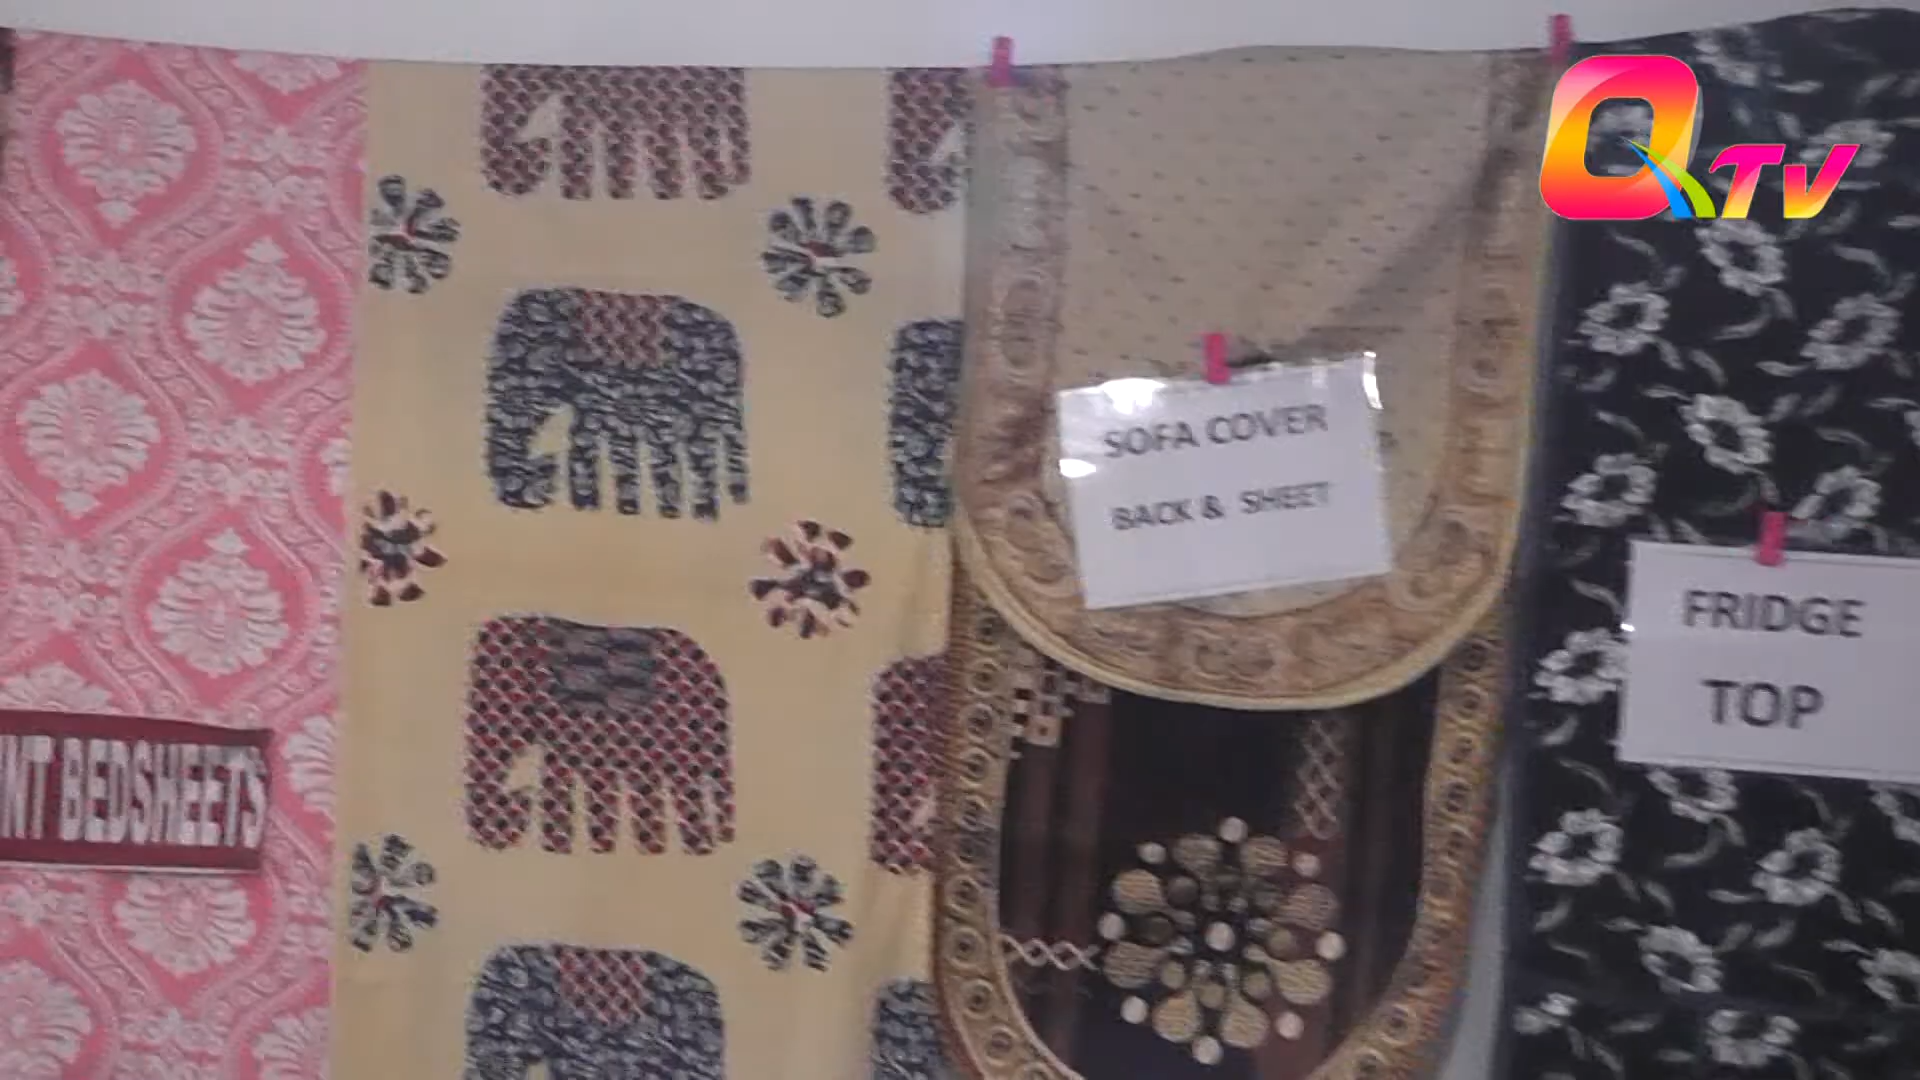 QTV
SOFA COVER
BACK & SHEET
FRIDGE
TOP
BEDSHEETS